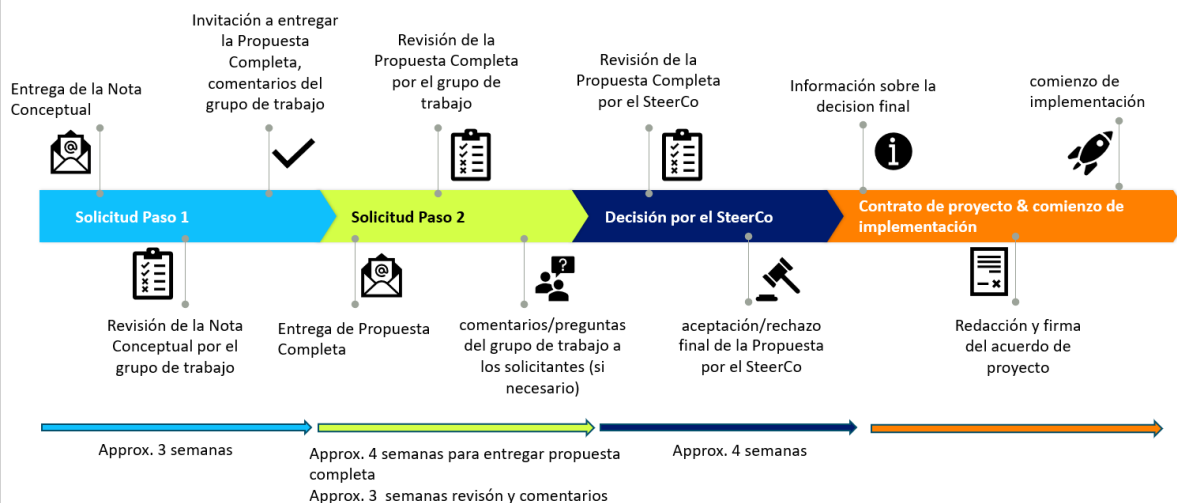 Entrega de la Nota
Conceptual
Invitación a entregar
la Propuesta
Completa,
comentarios del
grupo de trabajo
Revisión de la
Propuesta Completa
por el grupo de
trabajo
Revisión de la
Propuesta Completa
por el SteerCo
Información sobre la
decision final
comienzo de
implementación
Solicitud Paso 1
Solicitud Paso 2
Decisión por el SteerCo
Contrato de proyecto & comienzo de
implementación
Revisión de la Nota
Conceptual por el
grupo de trabajo
Entrega de Propuesta
Completa
comentarios/preguntas
del grupo de trabajo a
los solicitantes (si
necesario)
aceptación/rechazo
final de la Propuesta
por el SteerCo
Redacción y firma
del acuerdo de
proyecto
Approx. 3 semanas
Approx. 4 semanas para entregar propuesta
completa
Approx. 3 semanas revisón y comentarios
Approx. 4 semanas